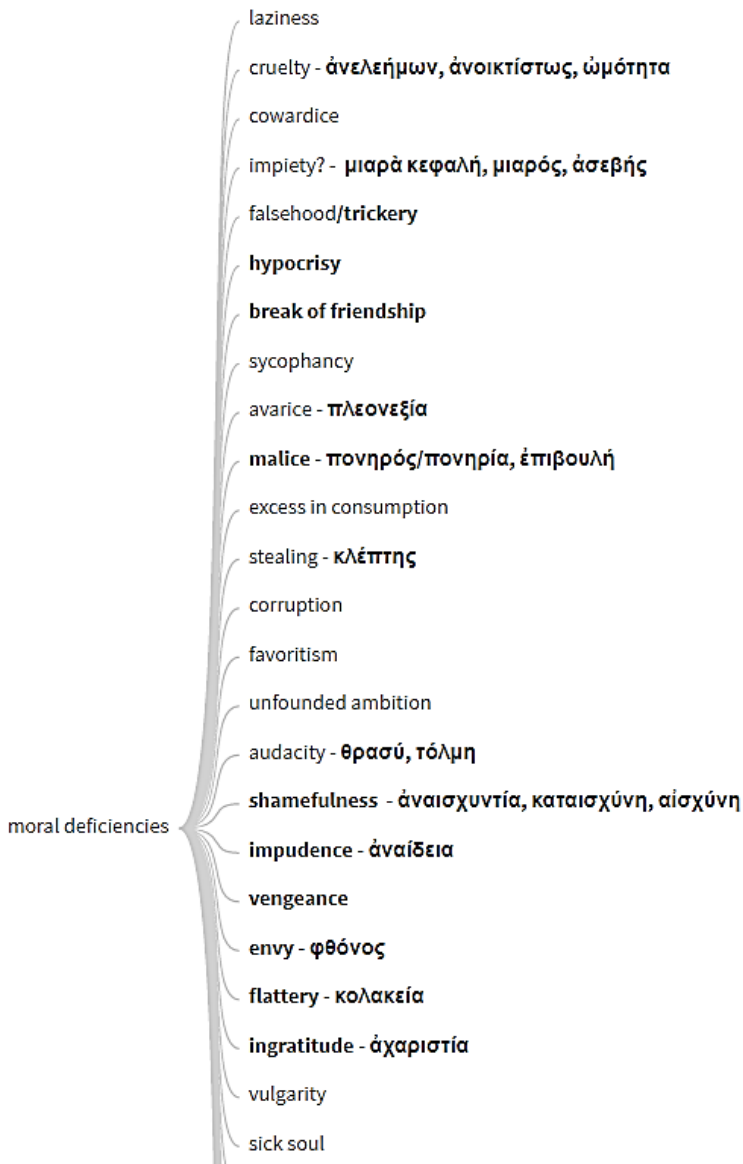 laziness
cruelty - ἀνελεήμων, ἀνοικτίστως, ὠμότητα
cowardice
impiety? - μιαρὰ κεφαλή, μιαρός, ἀσεβής
falsehood/trickery
hypocrisy
break of friendship
sycophancy
avarice - πλεονεξία
malice - πονηρός/πονηρία, ἐπιβουλή
excess in consumption
stealing - κλέπτης
corruption
favoritism
unfounded ambition
audacity - θρασύ, τόλμη
shamefulness - ἀναισχυντία, καταισχύνη, αἰσχύνη
moral deficiencies
impudence - ἀναίδεια
vengeance
envy - φθόνος
flattery - κολακεία
ingratitude - ἀχαριστία
vulgarity
sick soul